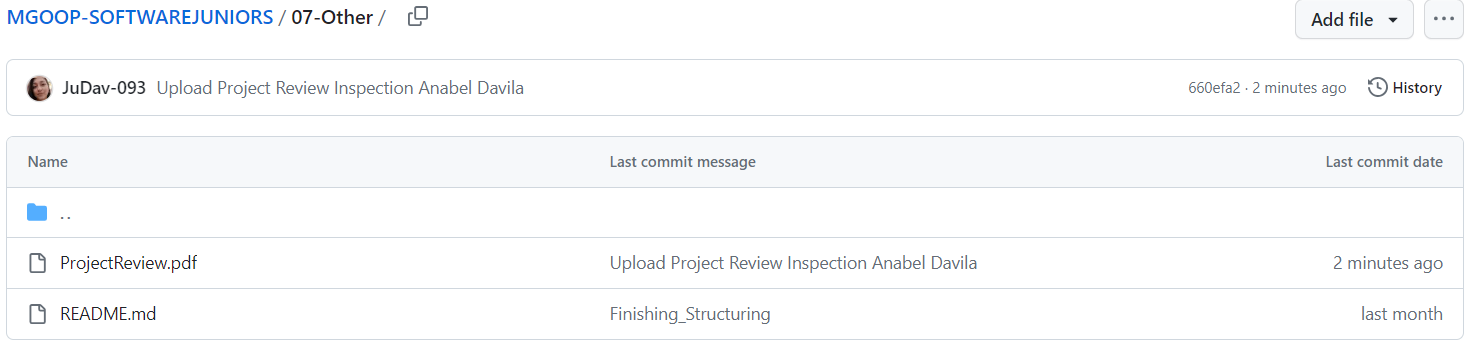 MGOOP-SOFTWAREJUNIORS / 07-Other / Add file ...
JuDav-093 Upload Project Review Inspection Anabel Davila 660efa2 · 2 minutes ago History
Name Last commit message Last commit date
..
ProjectReview.pdf Upload Project Review Inspection Anabel Davila 2 minutes ago
README.md Finishing_Structuring last month